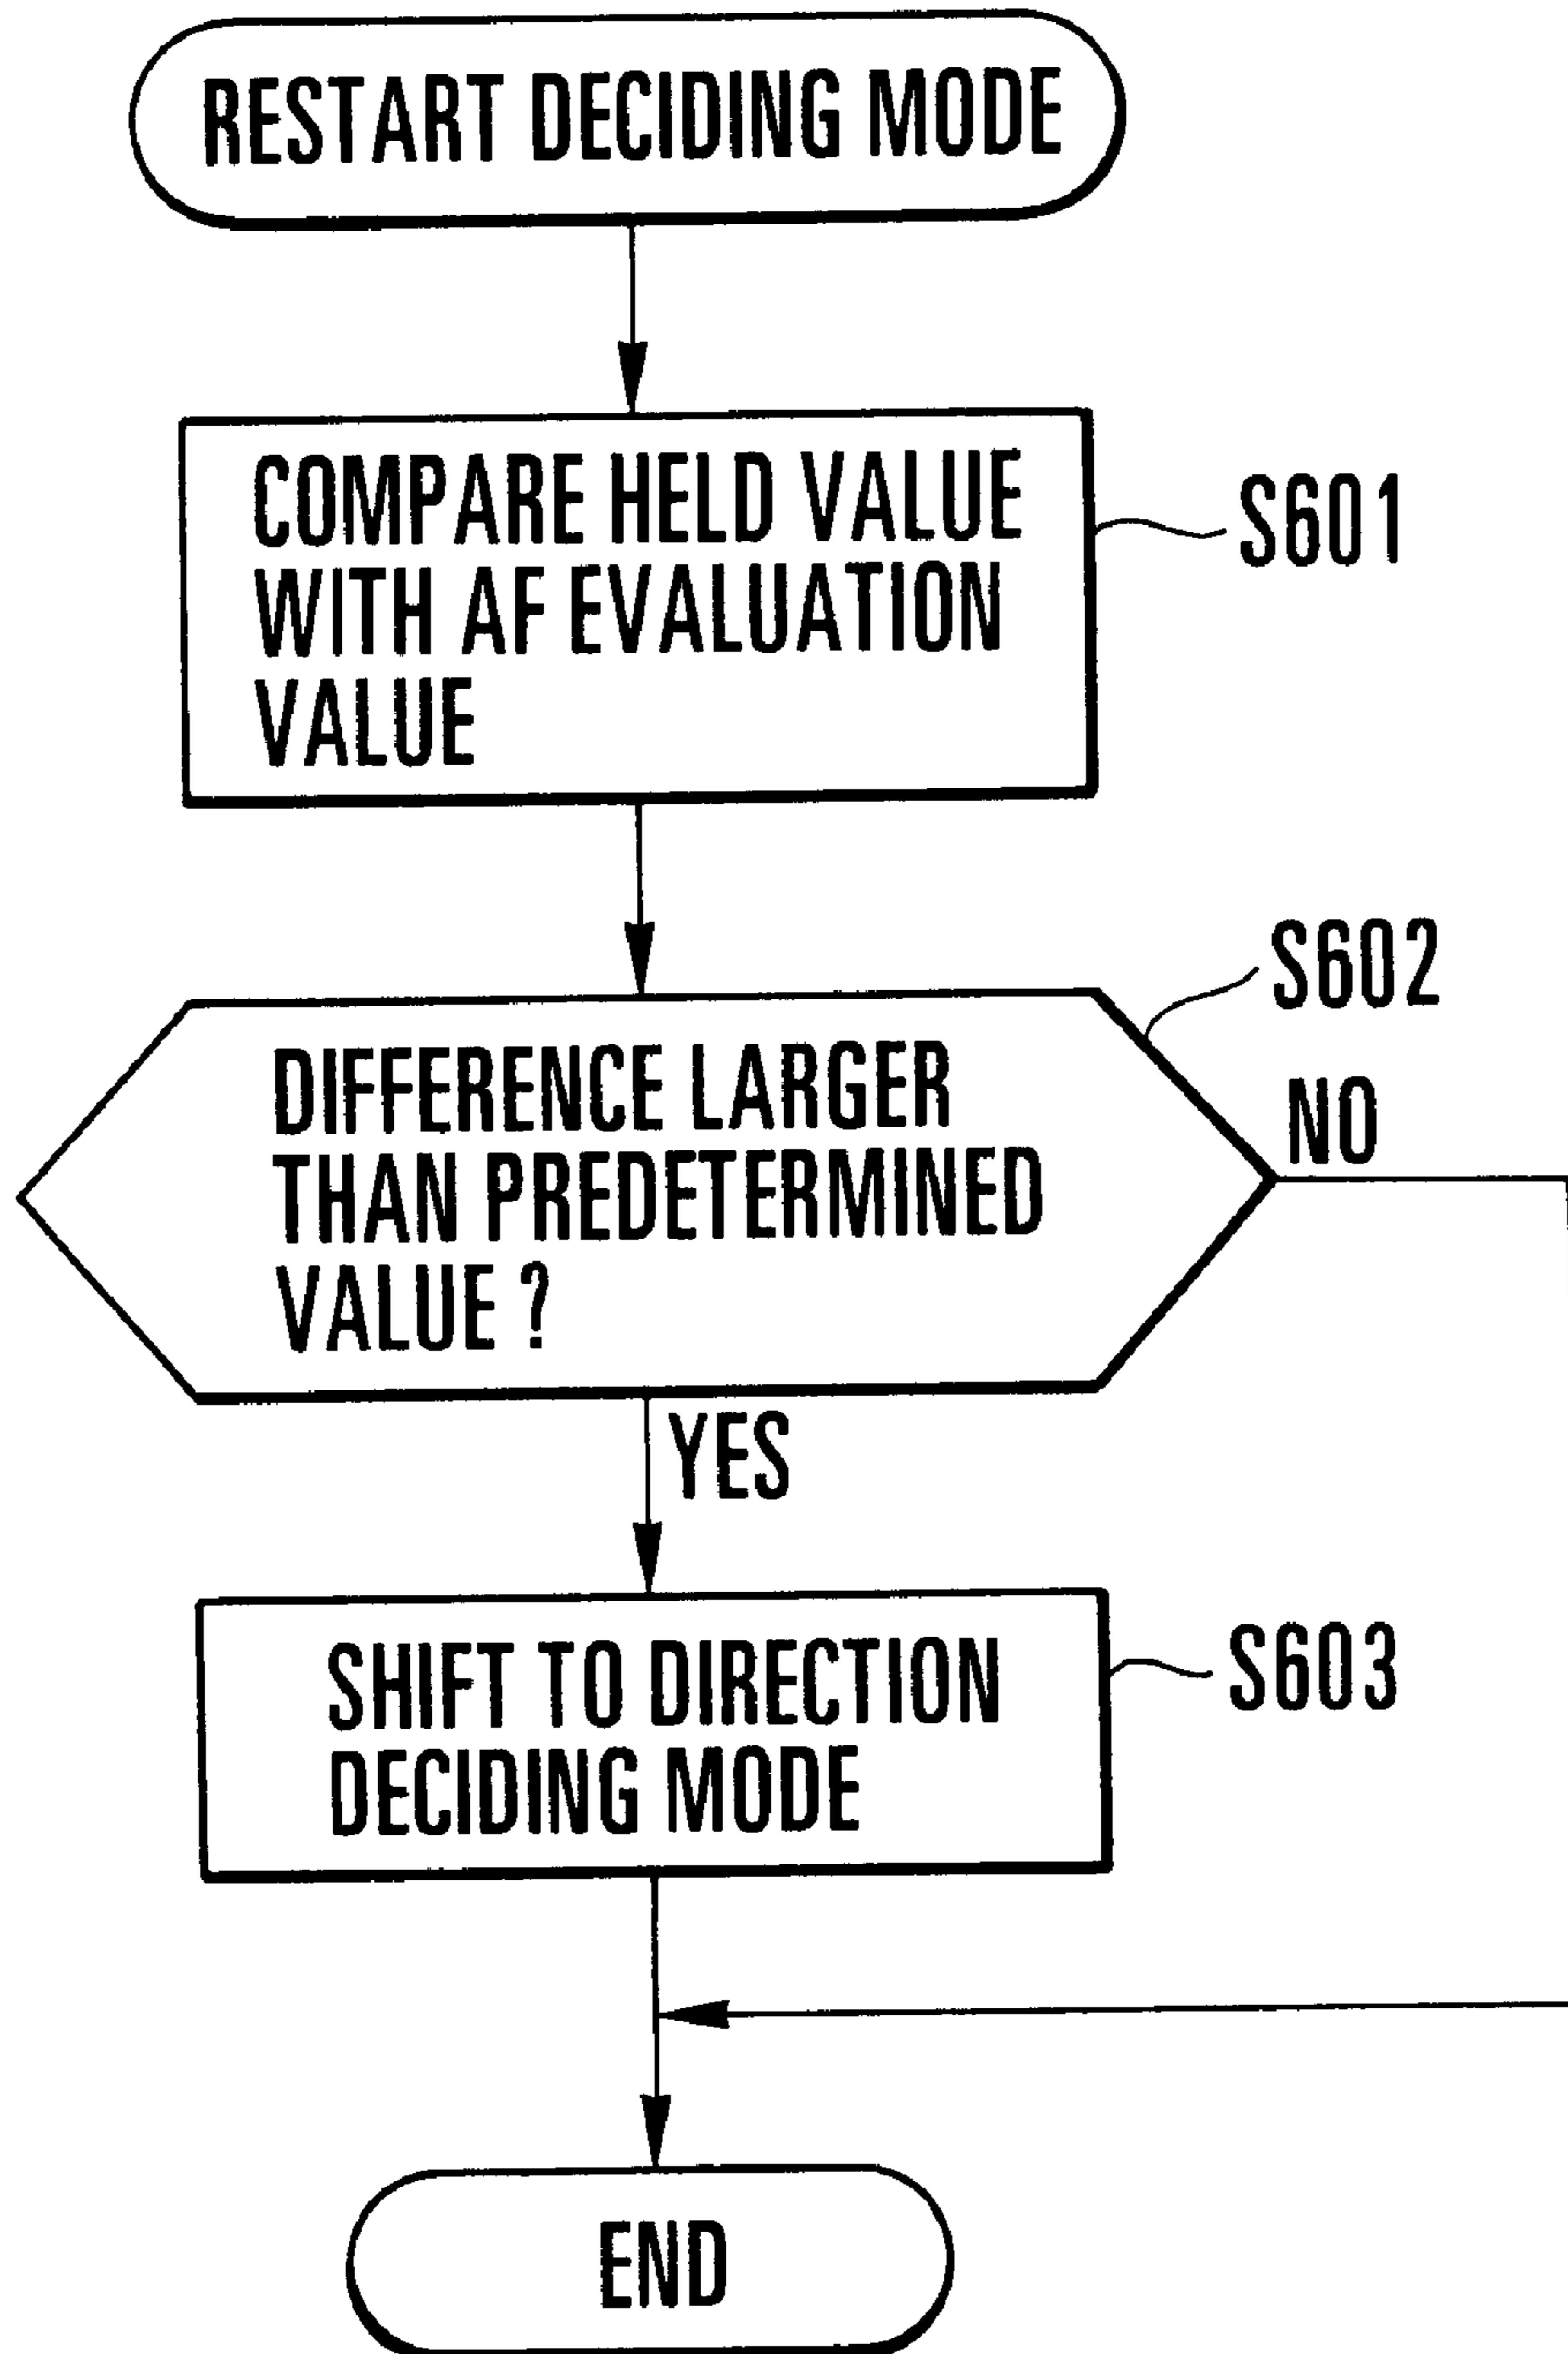 RESTART DECIDING MODE
COMPARE HELD VALUE
WITH AF EVALUATION
VALUE
S601
S602
DIFFERENCE LARGER
THAN PREDETERMINED
VALUE ?
NO
YES
SHIFT TO DIRECTION
DECIDING MODE
S603
END